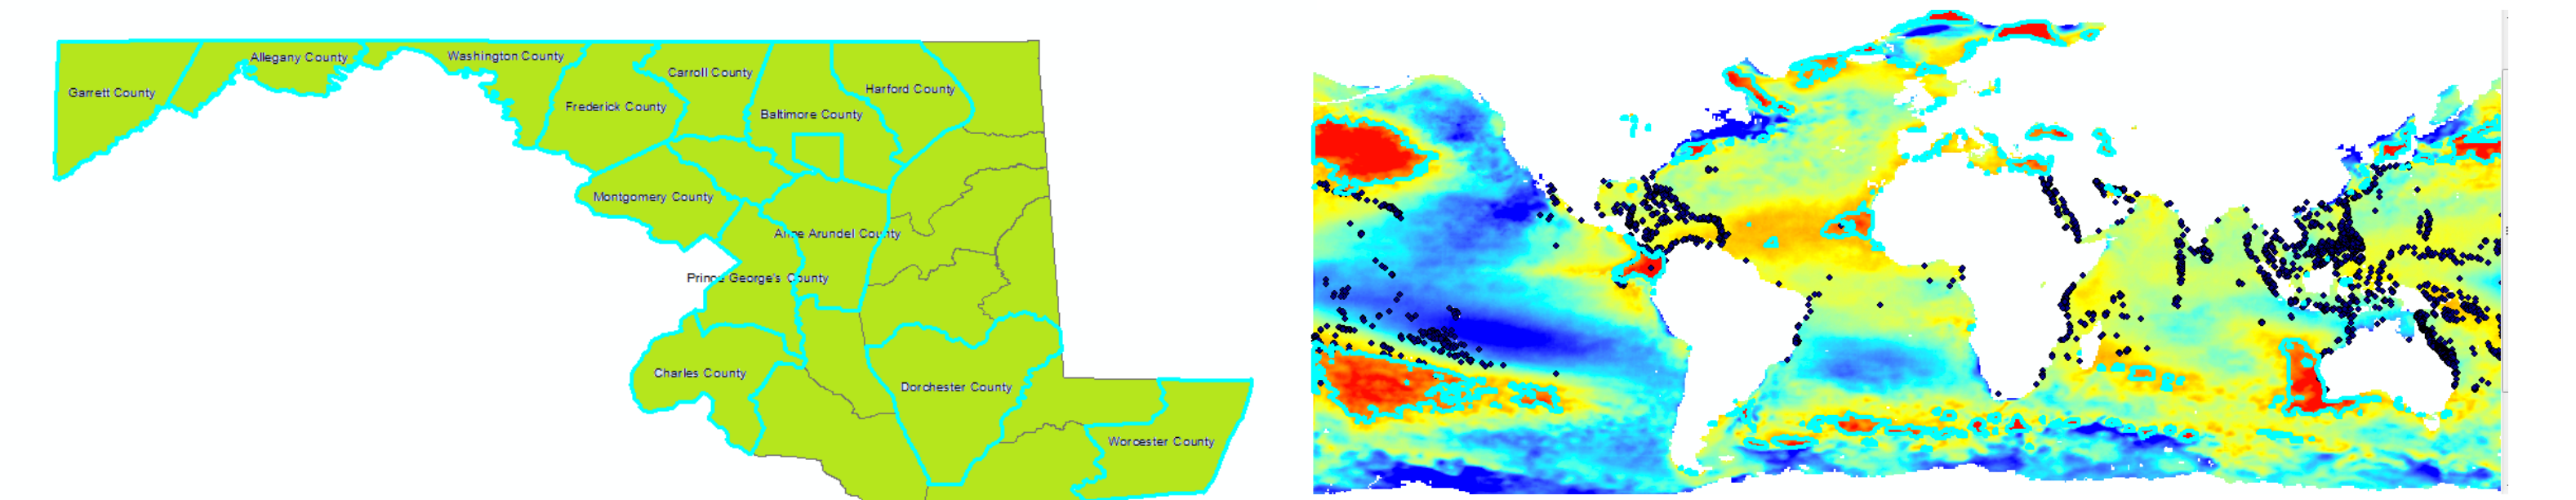 Allegany County
Washington County
Carroll County
Garrett County
Harford County
Frederick County
Baltimore County
Montgomery County
Anne Arundel County
Prince George's County
Charles County
Dorchester County
Worcester County